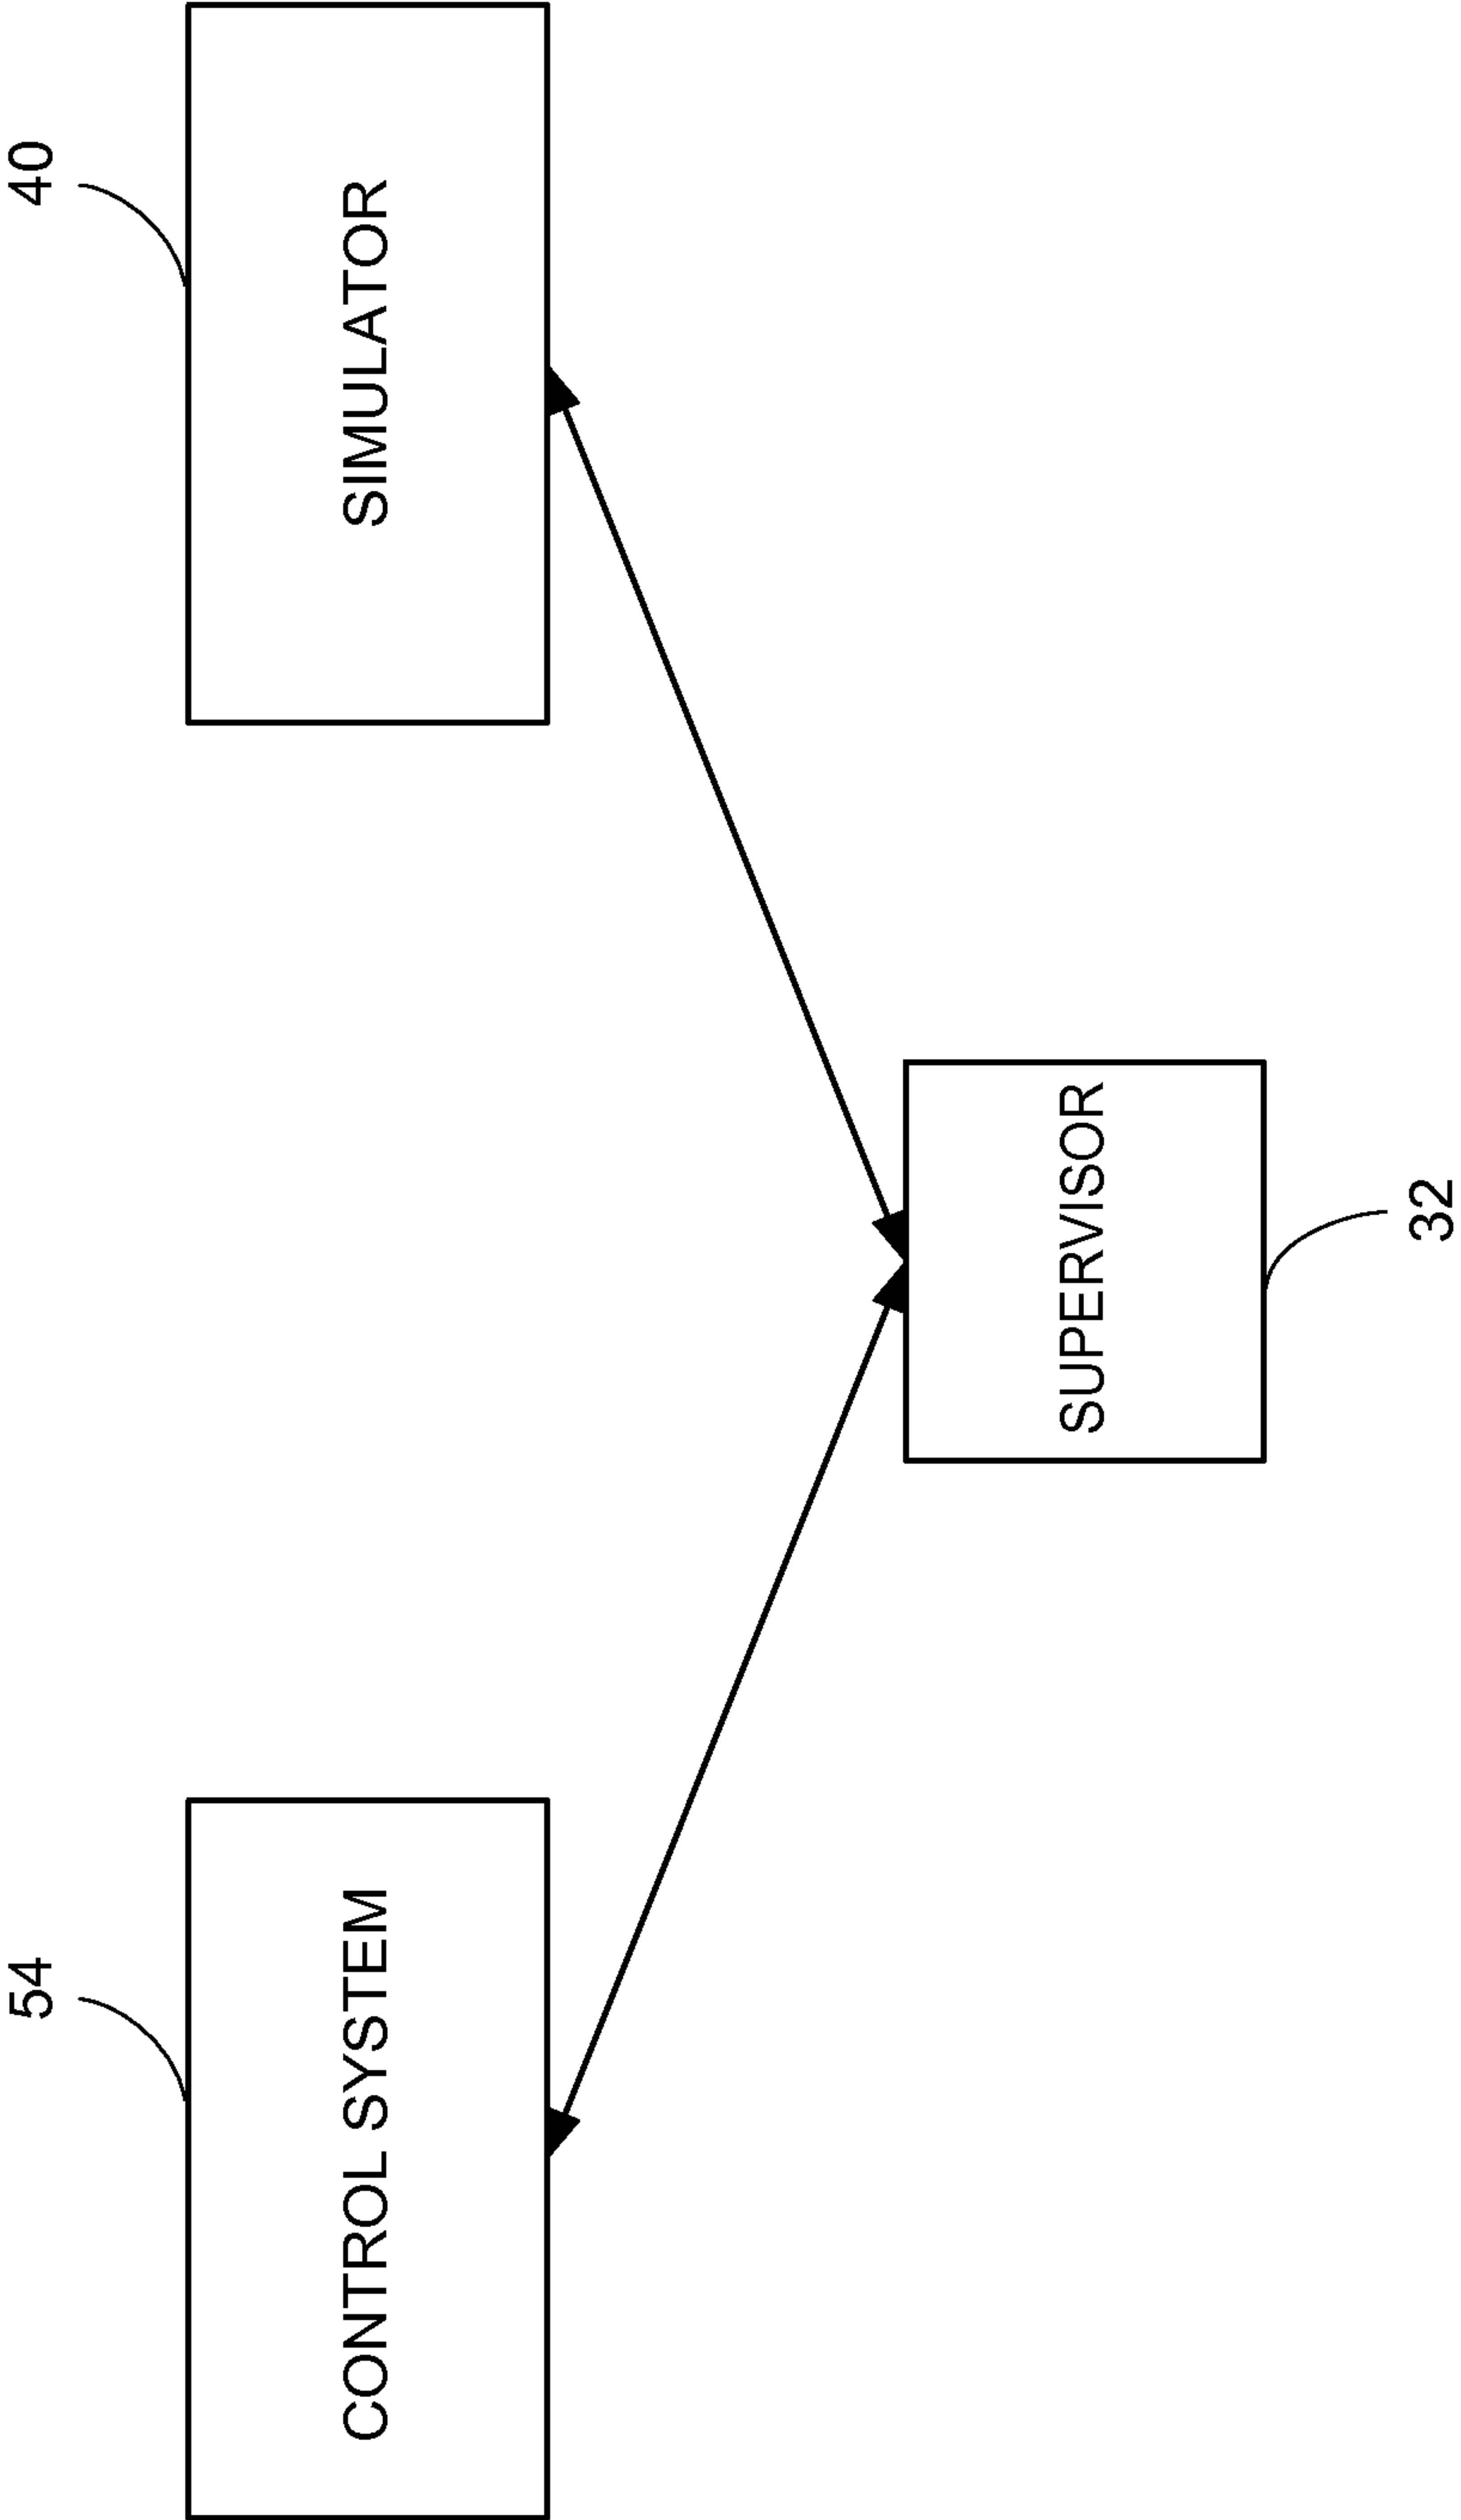 54
40
CONTROL SYSTEM
SIMULATOR
SUPERVISOR
32